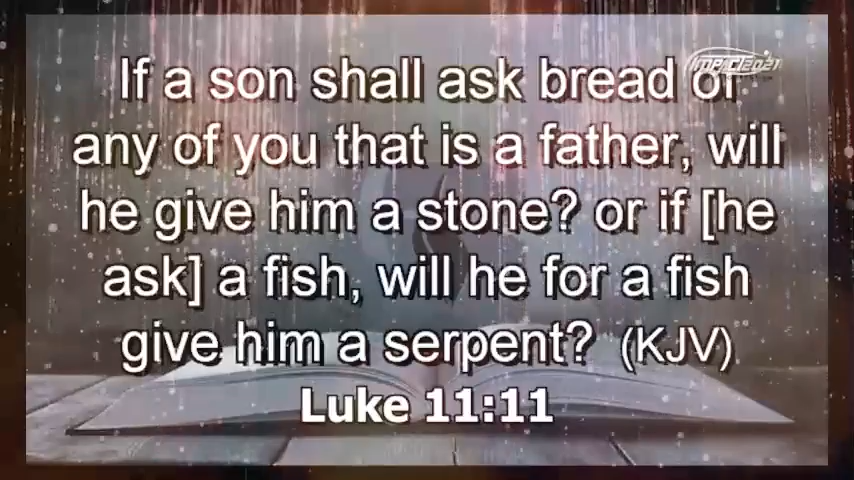 IMPACT2021
If a son shall ask bread of
any of you that is a father, will
he give him a stone? or if [he
ask] a fish, will he for a fish
give him a serpent? (KJV)
Luke 11:11